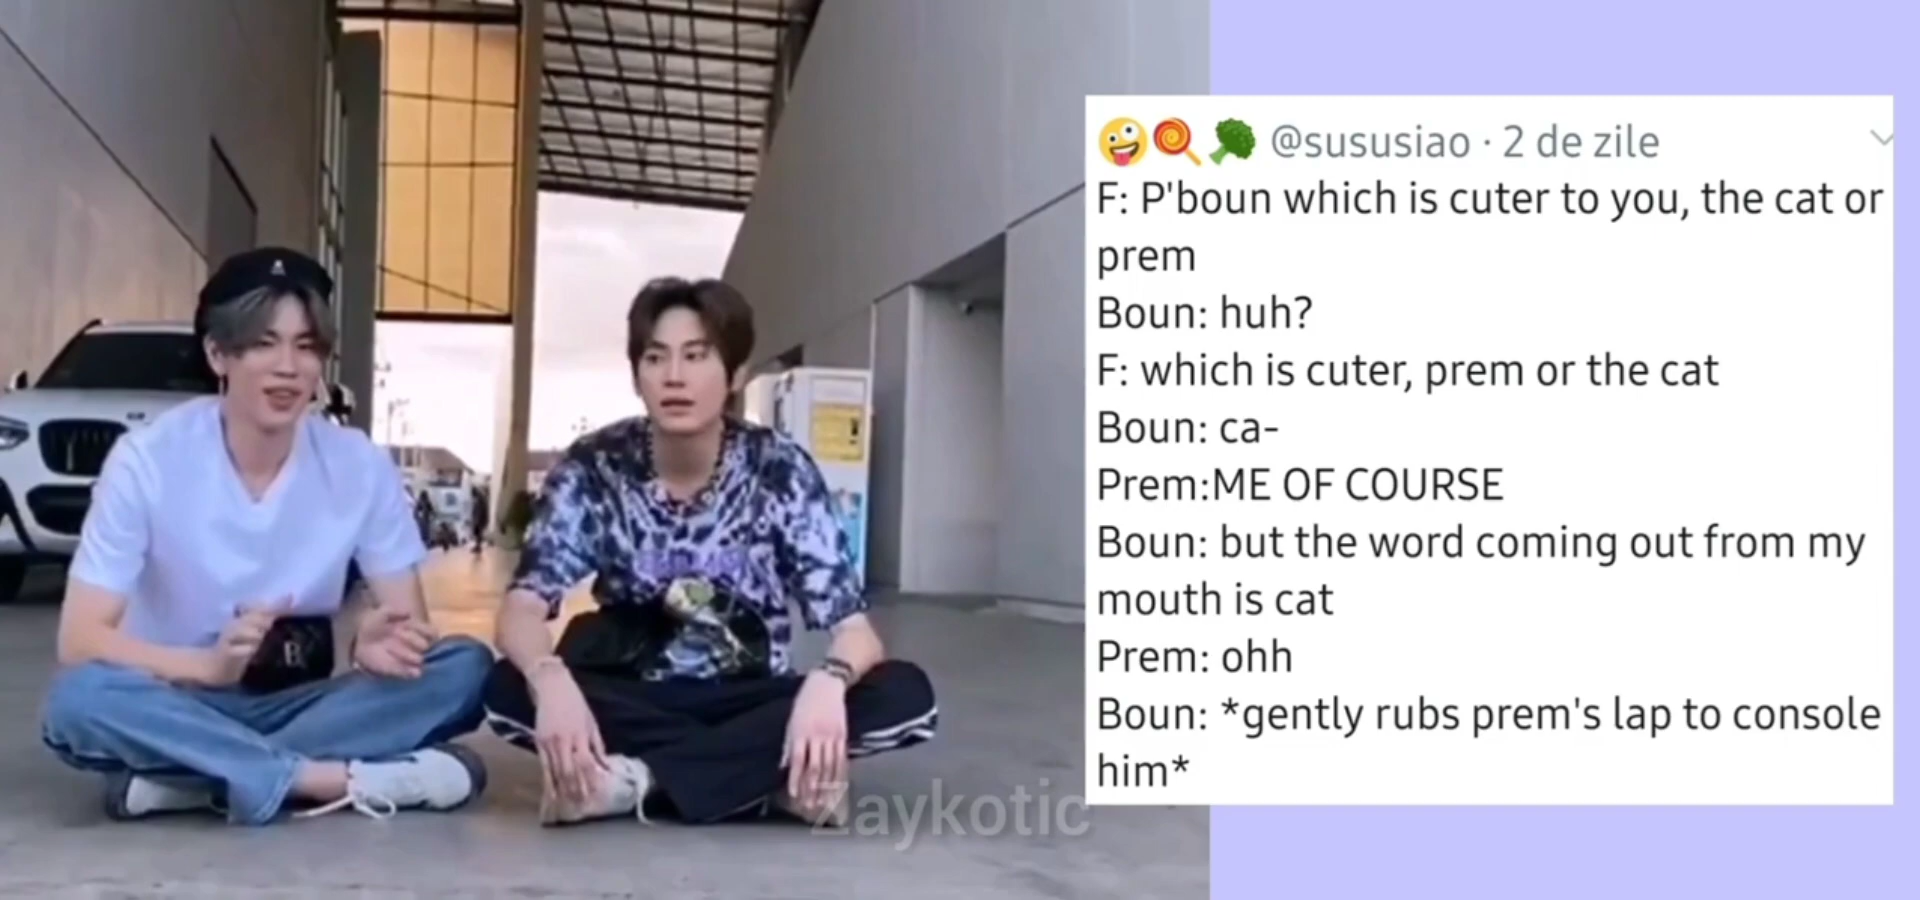 🤪🍭🥦 @sususiao · 2 de zile
F: P'boun which is cuter to you, the cat or
prem
Boun: huh?
F: which is cuter, prem or the cat
Boun: ca-
Prem:ME OF COURSE
Boun: but the word coming out from my
mouth is cat
Prem: ohh
Boun: *gently rubs prem's lap to console
him*
Zaykotic
B